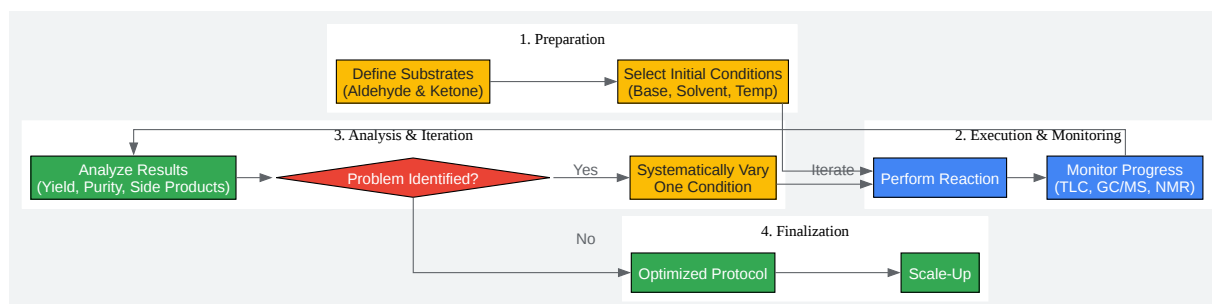 1. Preparation
Define Substrates
(Aldehyde & Ketone)
Select Initial Conditions
(Base, Solvent, Temp)
3. Analysis & Iteration
Analyze Results
(Yield, Purity, Side Products)
Problem Identified?
Yes
Systematically Vary
One Condition
Iterate
2. Execution & Monitoring
Perform Reaction
Monitor Progress
(TLC, GC/MS, NMR)
No
4. Finalization
Optimized Protocol
Scale-Up